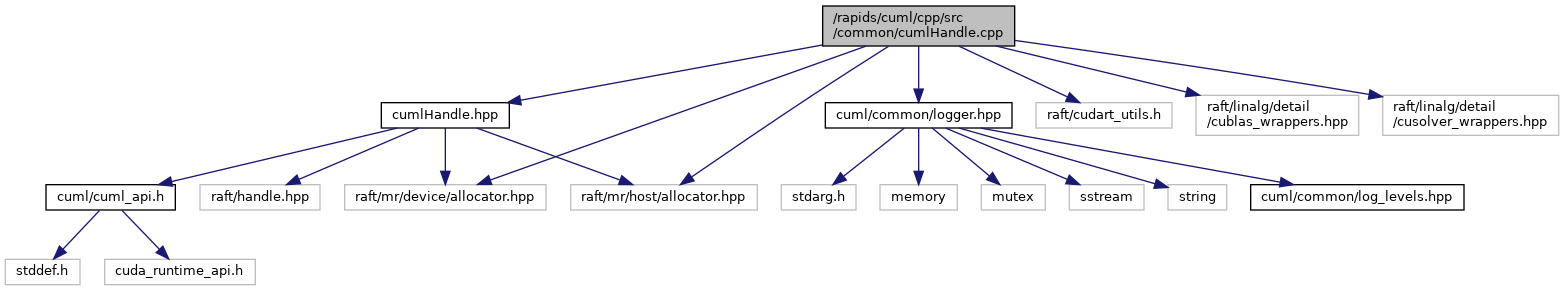 /rapids/cuml/cpp/src
/common/cumlHandle.cpp
cumlHandle.hpp
cuml/common/logger.hpp
raft/cudart_utils.h
raft/linalg/detail
/cublas_wrappers.hpp
raft/linalg/detail
/cusolver_wrappers.hpp
cuml/cuml_api.h
raft/handle.hpp
raft/mr/device/allocator.hpp
raft/mr/host/allocator.hpp
stdarg.h
memory
mutex
sstream
string
cuml/common/log_levels.hpp
stddef.h
cuda_runtime_api.h